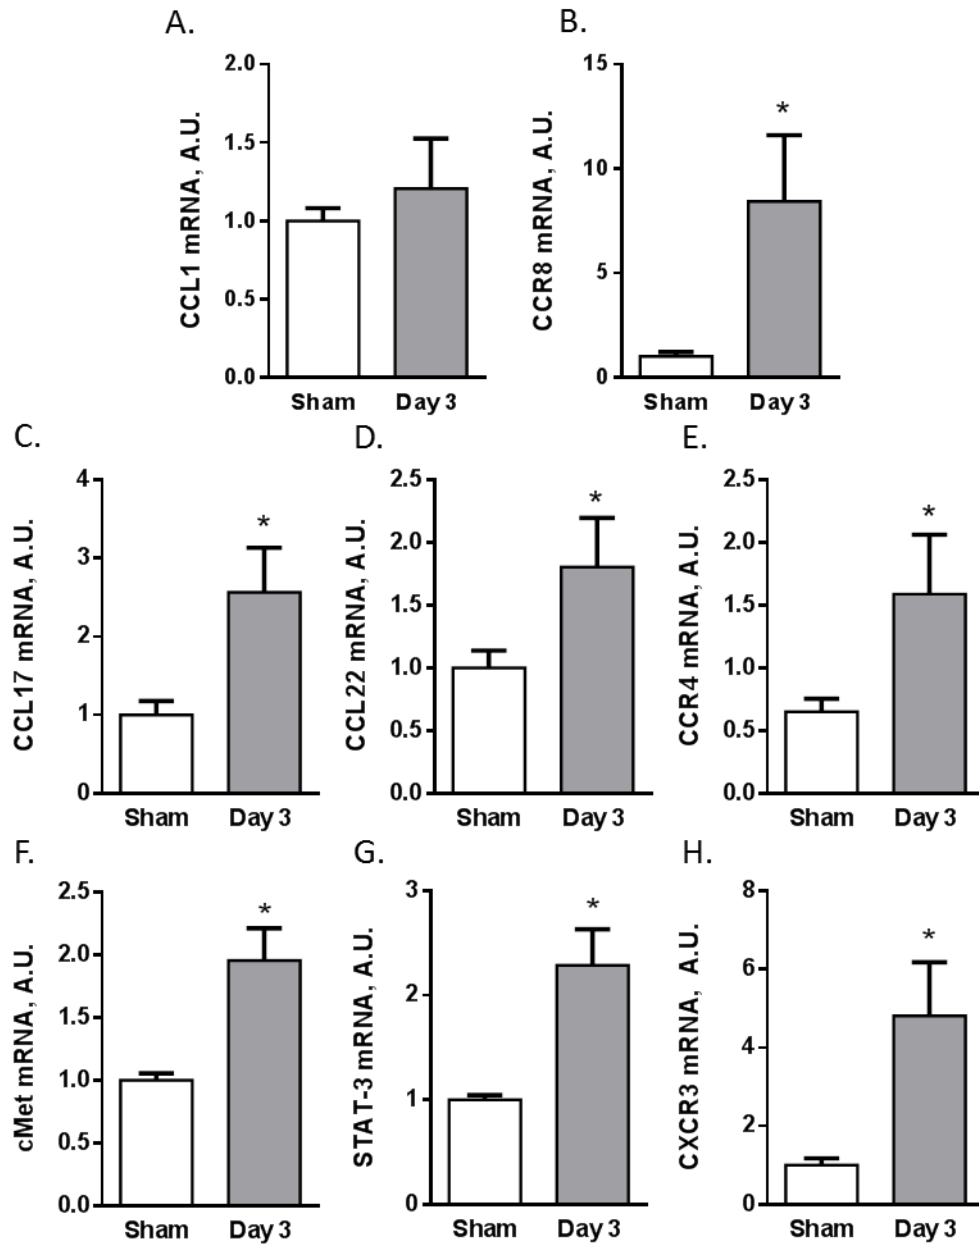 A.
CCL1 mRNA, A.U.
2.0
1.5
1.0
0.5
0.0
Sham Day 3
B.
CCR8 mRNA, A.U.
15
10
5
0
*
Sham Day 3
C.
CCL17 mRNA, A.U.
4
3
2
1
0
*
Sham Day 3
D.
CCL22 mRNA, A.U.
2.5
2.0
1.5
1.0
0.5
0.0
*
Sham Day 3
E.
CCR4 mRNA, A.U.
2.5
2.0
1.5
1.0
0.5
0.0
*
Sham Day 3
F.
cMet mRNA, A.U.
2.5
2.0
1.5
1.0
0.5
0.0
*
Sham Day 3
G.
STAT-3 mRNA, A.U.
3
2
1
0
*
Sham Day 3
H.
CXCR3 mRNA, A.U.
8
6
4
2
0
*
Sham Day 3